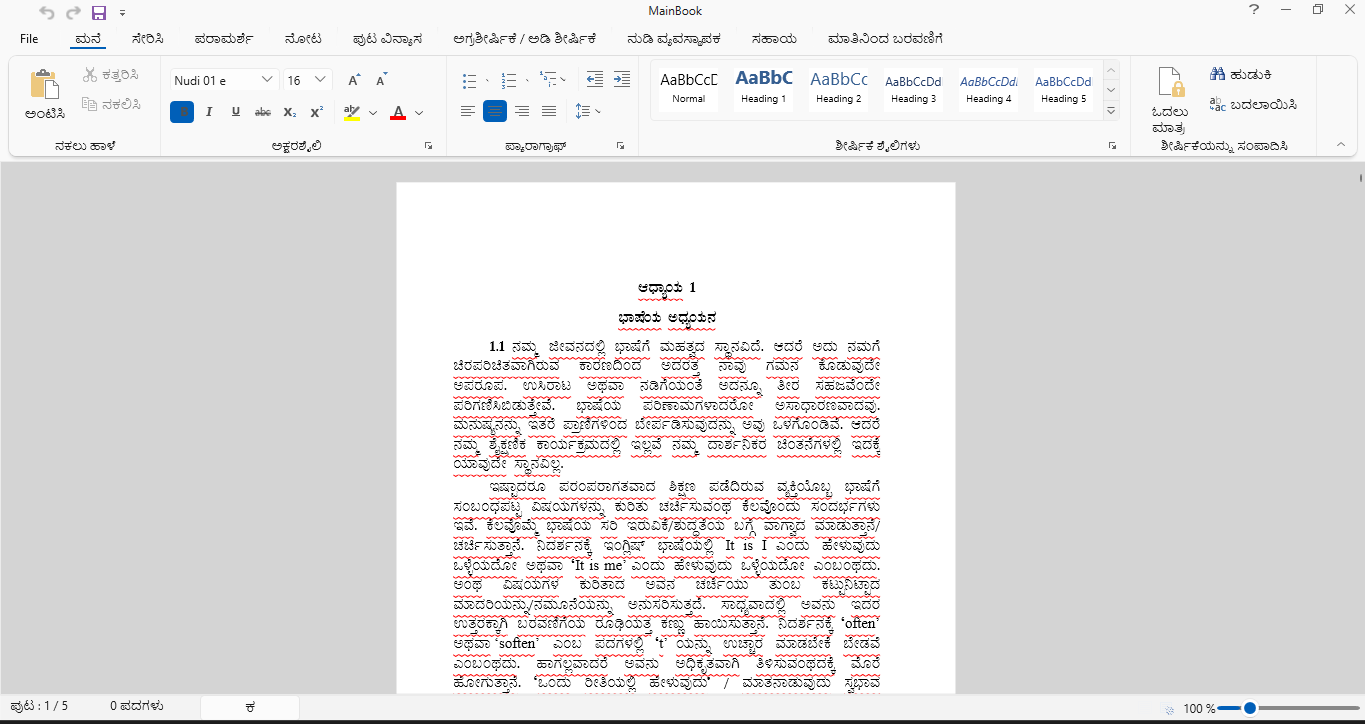 MainBook
?
File ಮನೆ ಸೇರಿಸಿ ಪರಾಮರ್ಶೆ ನೋಟ ಪುಟ ವಿನ್ಯಾಸ ಅಗ್ರಶೀರ್ಷಿಕೆ / ಅಡಿ ಶೀರ್ಷಿಕೆ ನುಡಿ ವ್ಯವಸ್ಥಾಪಕ ಸಹಾಯ ಮಾತಿನಿಂದ ಬರವಣಿಗೆ
ಅಂಟಿಸಿ
ಕತ್ತರಿಸಿ
ನಕಲಿಸಿ
ನಕಲು ಹಾಳೆ
Nudi 01 e 16
I U abc X₂ X² ab A
ಅಕ್ಷರಶೈಲಿ
ಪ್ಯಾರಾಗ್ರಾಫ್
AaBbCcD AaBbC AaBbCc AaBbCcDd AaBbCcDd AaBbCcDd
Normal Heading 1 Heading 2 Heading 3 Heading 4 Heading 5
ಶೀರ್ಷಿಕೆ ಶೈಲಿಗಳು
ಓದಲು
ಮಾತ್ರ
ಹುಡುಕಿ
ಬದಲಾಯಿಸಿ
ಶೀರ್ಷಿಕೆಯನ್ನು ಸಂಪಾದಿಸಿ
ಅಧ್ಯಾಯ 1
ಭಾಷೆಯ ಅಧ್ಯಯನ
1.1 ನಮ್ಮ ಜೀವನದಲ್ಲಿ ಭಾಷೆಗೆ ಮಹತ್ವದ ಸ್ಥಾನವಿದೆ. ಆದರೆ ಅದು ನಮಗೆ
ಚಿರಪರಿಚಿತವಾಗಿರುವ ಕಾರಣದಿಂದ ಅದರತ್ತ ನಾವು ಗಮನ ಕೊಡುವುದೇ
ಅಪರೂಪ. ಉಸಿರಾಟ ಅಥವಾ ನಡಿಗೆಯಂತೆ ಅದನ್ನೂ ತೀರ ಸಹಜವೆಂದೇ
ಪರಿಗಣಿಸಿಬಿಡುತ್ತೇವೆ. ಭಾಷೆಯ ಪರಿಣಾಮಗಳಾದರೋ ಅಸಾಧಾರಣವಾದವು.
ಮನುಷ್ಯನನ್ನು ಇತರೆ ಪ್ರಾಣಿಗಳಿಂದ ಬೇರ್ಪಡಿಸುವುದನ್ನು ಅವು ಒಳಗೊಂಡಿವೆ. ಆದರೆ
ನಮ್ಮ ಶೈಕ್ಷಣಿಕ ಕಾರ್ಯಕ್ರಮದಲ್ಲಿ ಇಲ್ಲವೆ ನಮ್ಮ ದಾರ್ಶನಿಕರ ಚಿಂತನೆಗಳಲ್ಲಿ ಇದಕ್ಕೆ
ಯಾವುದೇ ಸ್ಥಾನವಿಲ್ಲ.
ಇಷ್ಟಾದರೂ ಪರಂಪರಾಗತವಾದ ಶಿಕ್ಷಣ ಪಡೆದಿರುವ ವ್ಯಕ್ತಿಯೊಬ್ಬ ಭಾಷೆಗೆ
ಸಂಬಂಧಪಟ್ಟ ವಿಷಯಗಳನ್ನು ಕುರಿತು ಚರ್ಚಿಸುವಂಥ ಕೆಲವೊಂದು ಸಂದರ್ಭಗಳು
ಇವೆ. ಕೆಲವೊಮ್ಮೆ ಭಾಷೆಯ ಸರಿ ಇರುವಿಕೆ/ಶುದ್ಧತೆಯ ಬಗ್ಗೆ ವಾಗ್ವಾದ ಮಾಡುತ್ತಾನೆ/
ಚರ್ಚಿಸುತ್ತಾನೆ. ನಿದರ್ಶನಕ್ಕೆ ಇಂಗ್ಲಿಷ್ ಭಾಷೆಯಲ್ಲಿ It is I ಎಂದು ಹೇಳುವುದು
ಒಳ್ಳೆಯದೋ ಅಥವಾ ‘It is me’ ಎಂದು ಹೇಳುವುದು ಒಳ್ಳೆಯದೋ ಎಂಬಂಥದು.
ಅಂಥ ವಿಷಯಗಳ ಕುರಿತಾದ ಅವನ ಚರ್ಚೆಯು ತುಂಬ ಕಟ್ಟುನಿಟ್ಟಾದ
ಮಾದರಿಯನ್ನು/ನಮೂನೆಯನ್ನು ಅನುಸರಿಸುತ್ತದೆ. ಸಾಧ್ಯವಾದಲ್ಲಿ ಅವನು ಇದರ
ಉತ್ತರಕ್ಕಾಗಿ ಬರವಣಿಗೆಯ ರೂಢಿಯತ್ತ ಕಣ್ಣು ಹಾಯಿಸುತ್ತಾನೆ. ನಿದರ್ಶನಕ್ಕೆ ‘often’
ಅಥವಾ ‘soften’ ಎಂಬ ಪದಗಳಲ್ಲಿ ‘t’ ಯನ್ನು ಉಚ್ಚಾರ ಮಾಡಬೇಕೆ ಬೇಡವೆ
ಎಂಬಂಥದು. ಹಾಗಲ್ಲವಾದರೆ ಅವನು ಅಧಿಕೃತವಾಗಿ ತಿಳಿಸುವಂಥದಕ್ಕೆ ಮೊರೆ
ಹೋಗುತ್ತಾನೆ. ‘ಒಂದು ರೀತಿಯಲ್ಲಿ ಹೇಳುವುದು‘ / ಮಾತನಾಡುವುದು ಸ್ವಭಾವ
ಪುಟ : 1 / 5 0 ಪದಗಳು ಕ 100 %